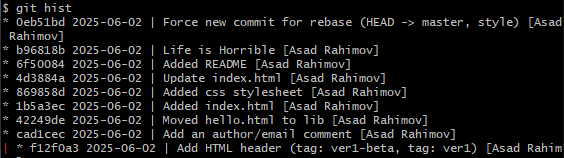 $ git hist
* 0eb51bd 2025-06-02 | Force new commit for rebase (HEAD -> master, style) [Asad
 Rahimov]
* b96818b 2025-06-02 | Life is Horrible [Asad Rahimov]
* 6f50084 2025-06-02 | Added README [Asad Rahimov]
* 4d3884a 2025-06-02 | Update index.html [Asad Rahimov]
* 869858d 2025-06-02 | Added css stylesheet [Asad Rahimov]
* 1b5a3ec 2025-06-02 | Added index.html [Asad Rahimov]
* 42249de 2025-06-02 | Moved hello.html to lib [Asad Rahimov]
* cad1cec 2025-06-02 | Add an author/email comment [Asad Rahimov]
| * f12f0a3 2025-06-02 | Add HTML header (tag: ver1-beta, tag: ver1) [Asad Rahim